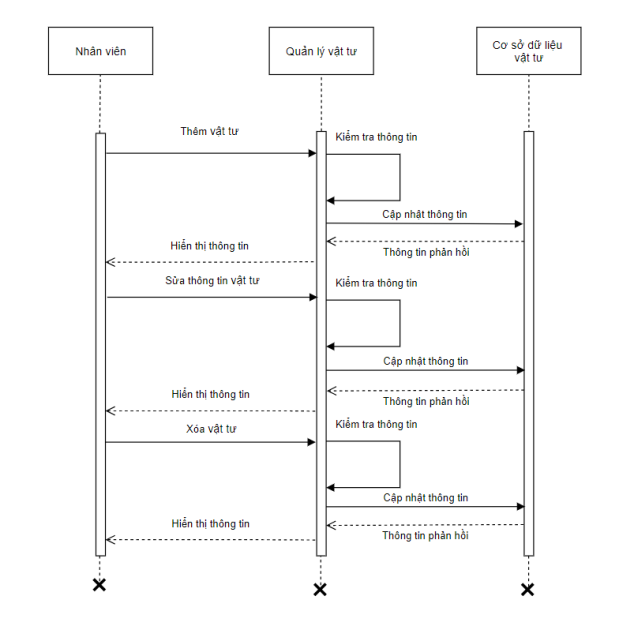 Nhân viên
Quản lý vật tư
Cơ sở dữ liêu
vật tư
Thêm vật tư
Kiểm tra thông tin
Cập nhật thông tin
Hiển thị thông tin
Thông tin phản hồi
Sửa thông tin vật tư
Kiểm tra thông tin
Cập nhật thông tin
Hiển thị thông tin
Thông tin phản hồi
Xóa vật tư
Kiểm tra thông tin
Cập nhật thông tin
Hiển thị thông tin
Thông tin phản hồi